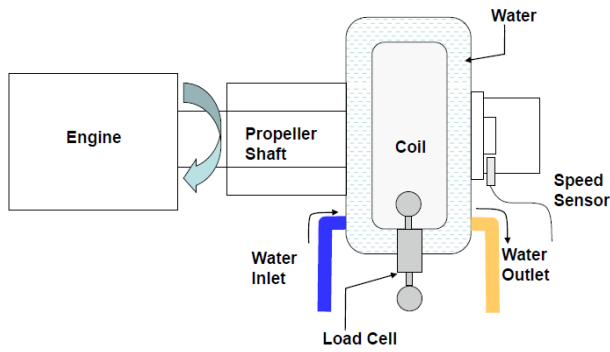 Water
Engine
Propeller
Shaft
Coil
Speed
Sensor
Water
Inlet
Water
Outlet
Load Cell